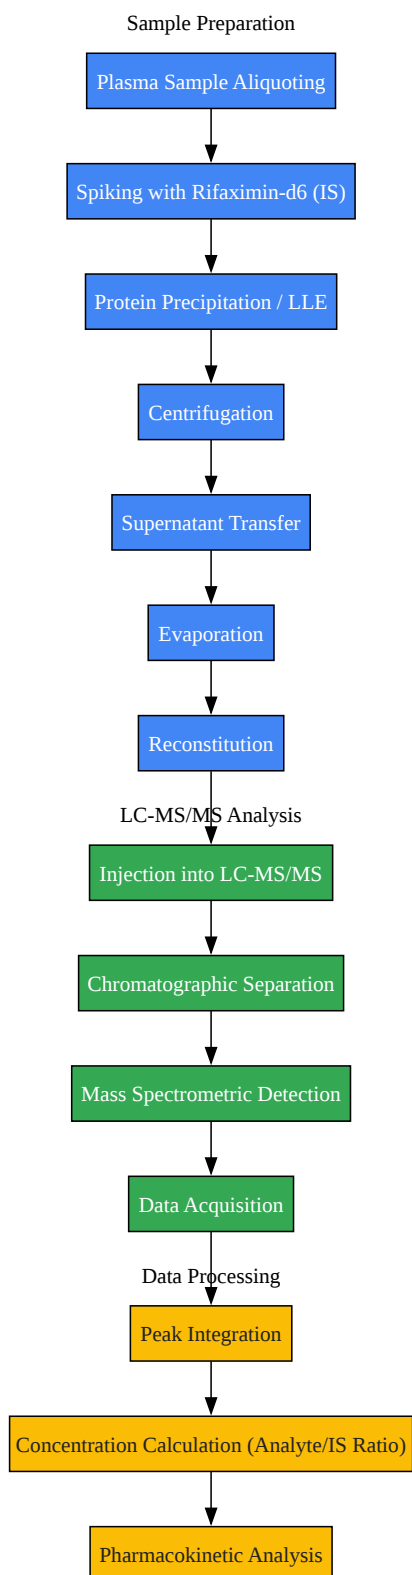 Sample Preparation
Plasma Sample Aliquoting
Spiking with Rifaximin-d6 (IS)
Protein Precipitation / LLE
Centrifugation
Supernatant Transfer
Evaporation
Reconstitution
LC-MS/MS Analysis
Injection into LC-MS/MS
Chromatographic Separation
Mass Spectrometric Detection
Data Acquisition
Data Processing
Peak Integration
Concentration Calculation (Analyte/IS Ratio)
Pharmacokinetic Analysis